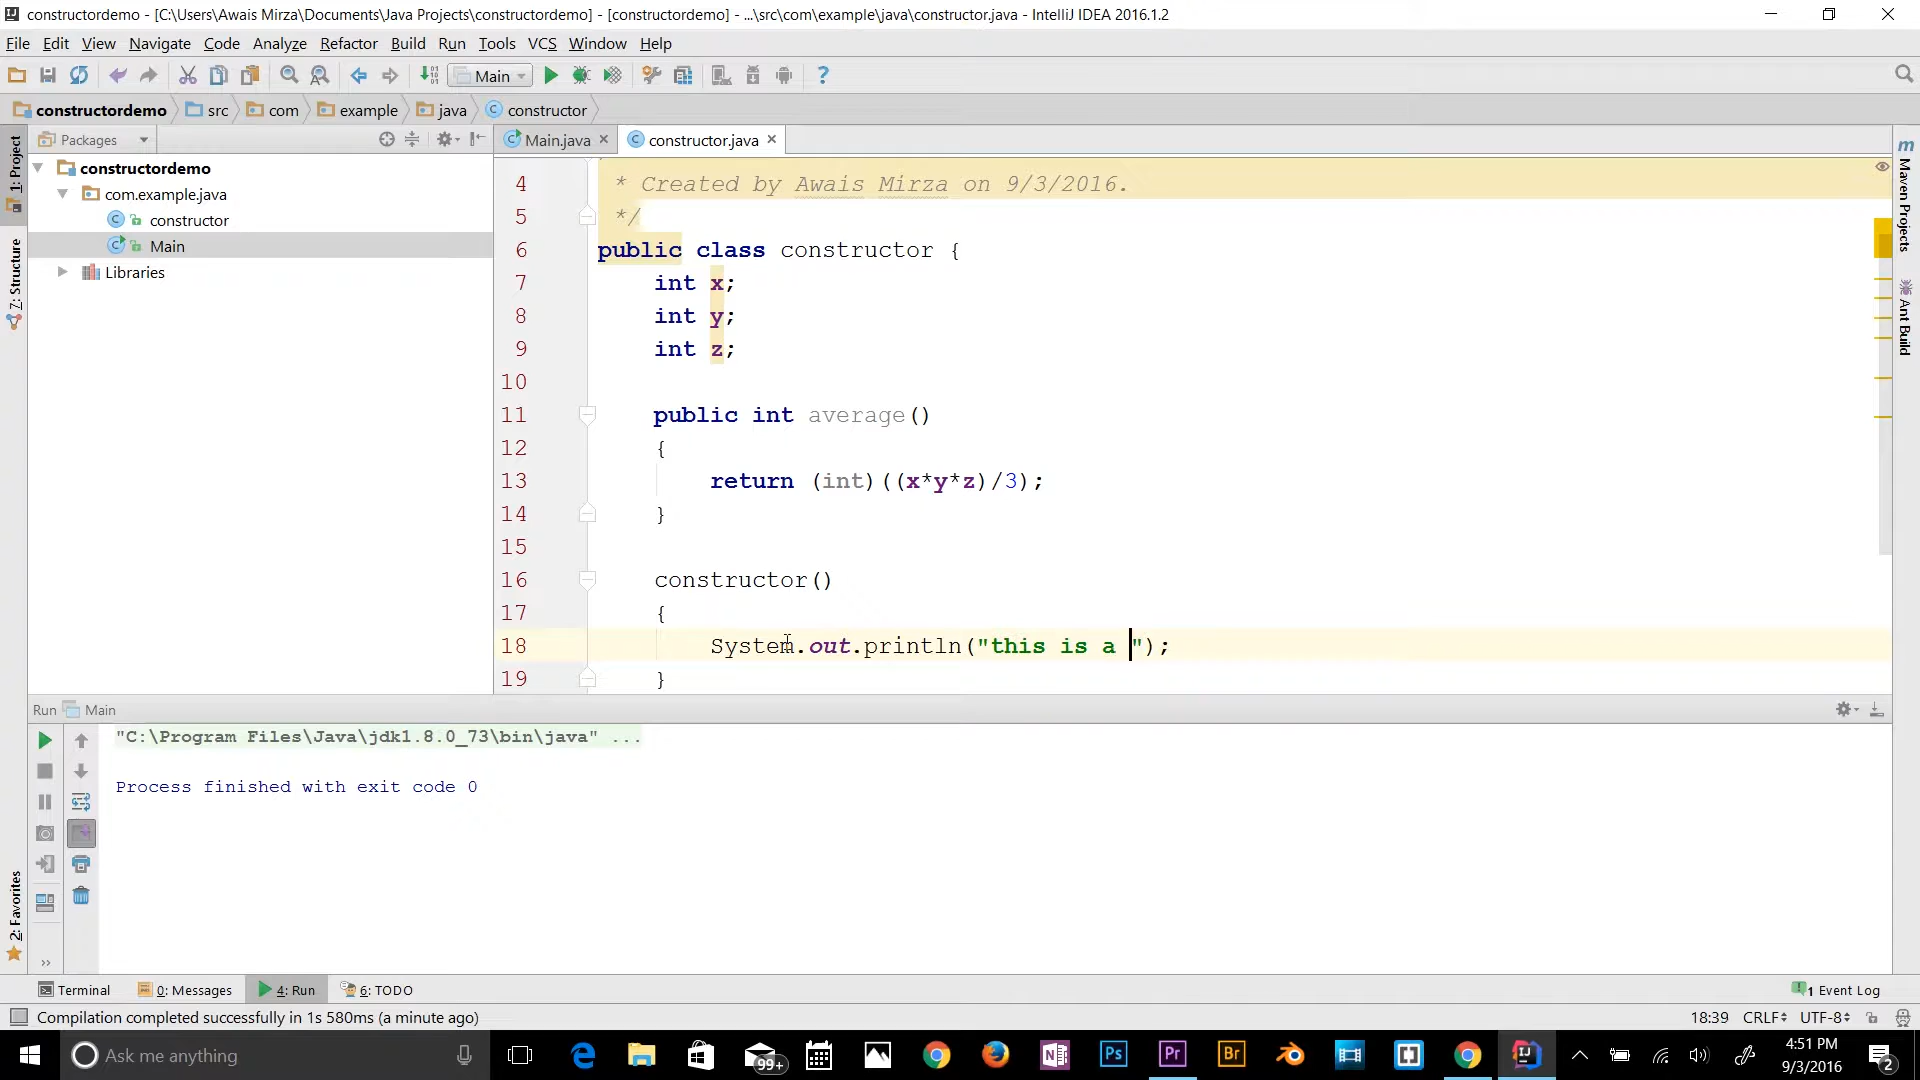 constructordemo - [C:\Users\Awais Mirza\Documents\Java Projects\constructordemo] - [constructordemo] - ...\src\com\example\java\constructor.java - IntelliJ IDEA 2016.1.2
File Edit View Navigate Code Analyze Refactor Build Run Tools VCS Window Help
Main
constructordemo src com example java constructor
1: Project
7: Structure
2: Favorites
Packages
constructordemo
com.example.java
constructor
Main
Libraries
Main.java constructor.java
4 * Created by Awais Mirza on 9/3/2016.
5 */
6 public class constructor {
7 int x;
8 int y;
9 int z;
10
11 public int average()
12 {
13 return (int)((x*y*z)/3);
14 }
15
16 constructor()
17 {
18 System.out.println("this is a ");
19 }
Maven Projects
Ant Build
Run Main
"C:\Program Files\Java\jdk1.8.0_73\bin\java" ...
Process finished with exit code 0
Terminal 0: Messages 4: Run 6: TODO 1 Event Log
Compilation completed successfully in 1s 580ms (a minute ago) 18:39 CRLF UTF-8
Ask me anything 99+ Ps Pr Br 4:51 PM
9/3/2016 2